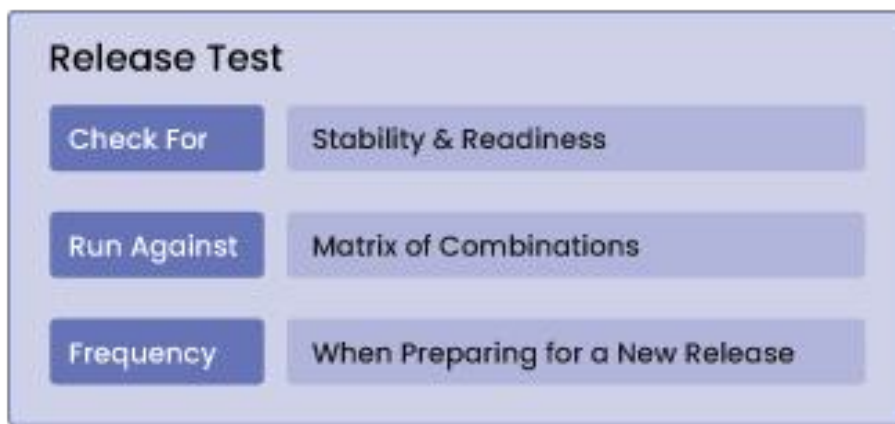 Release Test
Check For Stability & Readiness
Run Against Matrix of Combinations
Frequency When Preparing for a New Release